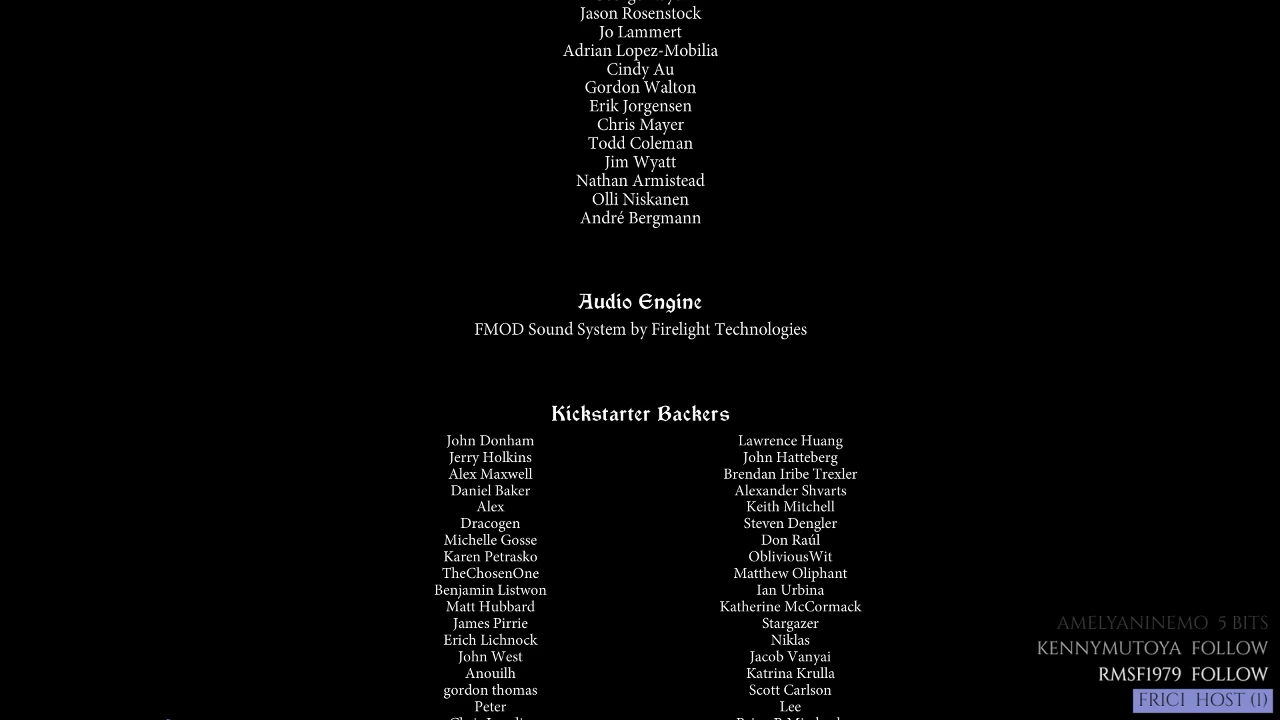 Jason Rosenstock
Jo Lammert
Adrian Lopez-Mobilia
Cindy Au
Gordon Walton
Erik Jorgensen
Chris Mayer
Todd Coleman
Jim Wyatt
Nathan Armistead
Olli Niskanen
André Bergmann
Audio Engine
FMOD Sound System by Firelight Technologies
Kickstarter Backers
John Donham
Jerry Holkins
Alex Maxwell
Daniel Baker
Alex
Dracogen
Michelle Gosse
Karen Petrasko
TheChosenOne
Benjamin Listwon
Matt Hubbard
James Pirrie
Erich Lichnock
John West
Anouilh
gordon thomas
Peter
Lawrence Huang
John Hatteberg
Brendan Iribe Trexler
Alexander Shvarts
Keith Mitchell
Steven Dengler
Don Raúl
ObliviousWit
Matthew Oliphant
Ian Urbina
Katherine McCormack
Stargazer
Niklas
Jacob Vanyai
Katrina Krulla
Scott Carlson
Lee
AMELYANINEMO 5 BITS
KENNYMUTOYA FOLLOW
RMSF1979 FOLLOW
FRICI HOST (1)